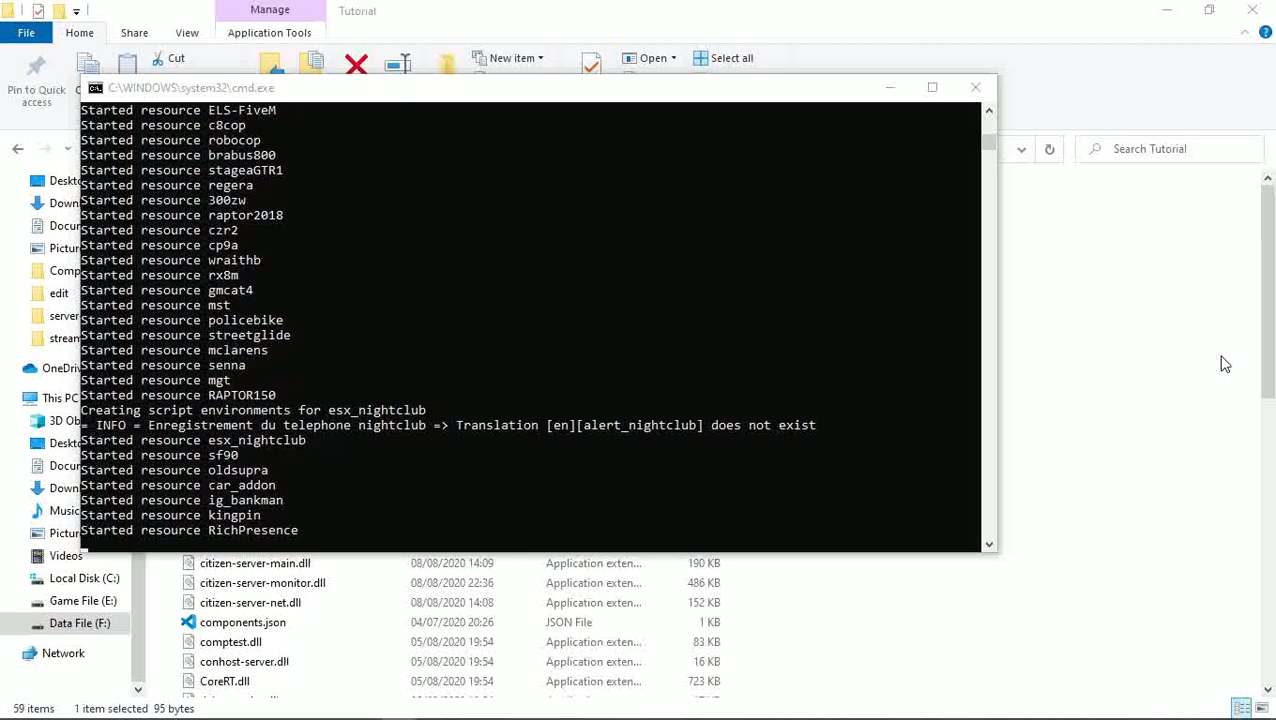 Manage
Tutorial
File
Home
Share
View
Application Tools
Cut
New item
Open
Select all
Pin to Quick
access
C:\WINDOWS\system32\cmd.exe
Search Tutorial
Started resource ELS-FiveM
Started resource c8cop
Started resource robocop
Started resource brabus800
Started resource stageaGTR1
Started resource regera
Started resource 300zw
Started resource raptor2018
Started resource czr2
Started resource cp9a
Started resource wraithb
Started resource rx8m
Started resource gmcat4
Started resource mst
Started resource policebike
Started resource streetglide
Started resource mclarens
Started resource senna
Started resource mgt
Started resource RAPTOR150
Creating script environments for esx_nightclub
= INFO = Enregistrement du telephone nightclub => Translation [en][alert_nightclub] does not exist
Started resource esx_nightclub
Started resource sf90
Started resource oldsupra
Started resource car_addon
Started resource ig_bankman
Started resource kingpin
Started resource RichPresence
Deskto
Down
Docum
Picture
Comp
edit
server
stream
OneDriv
This PC
3D Obj
Deskto
Docum
Down
Music
Picture
Videos
Local Disk (C:)
Game File (E:)
Data File (F:)
Network
citizen-server-main.dll 08/08/2020 14:09 Application exten... 190 KB
citizen-server-monitor.dll 08/08/2020 22:36 Application exten... 486 KB
citizen-server-net.dll 08/08/2020 14:08 Application exten... 152 KB
components.json 04/07/2020 20:26 JSON File 1 KB
comptest.dll 05/08/2020 19:54 Application exten... 83 KB
conhost-server.dll 05/08/2020 19:54 Application exten... 16 KB
CoreRT.dll 05/08/2020 19:54 Application exten... 723 KB
59 items 1 item selected 95 bytes